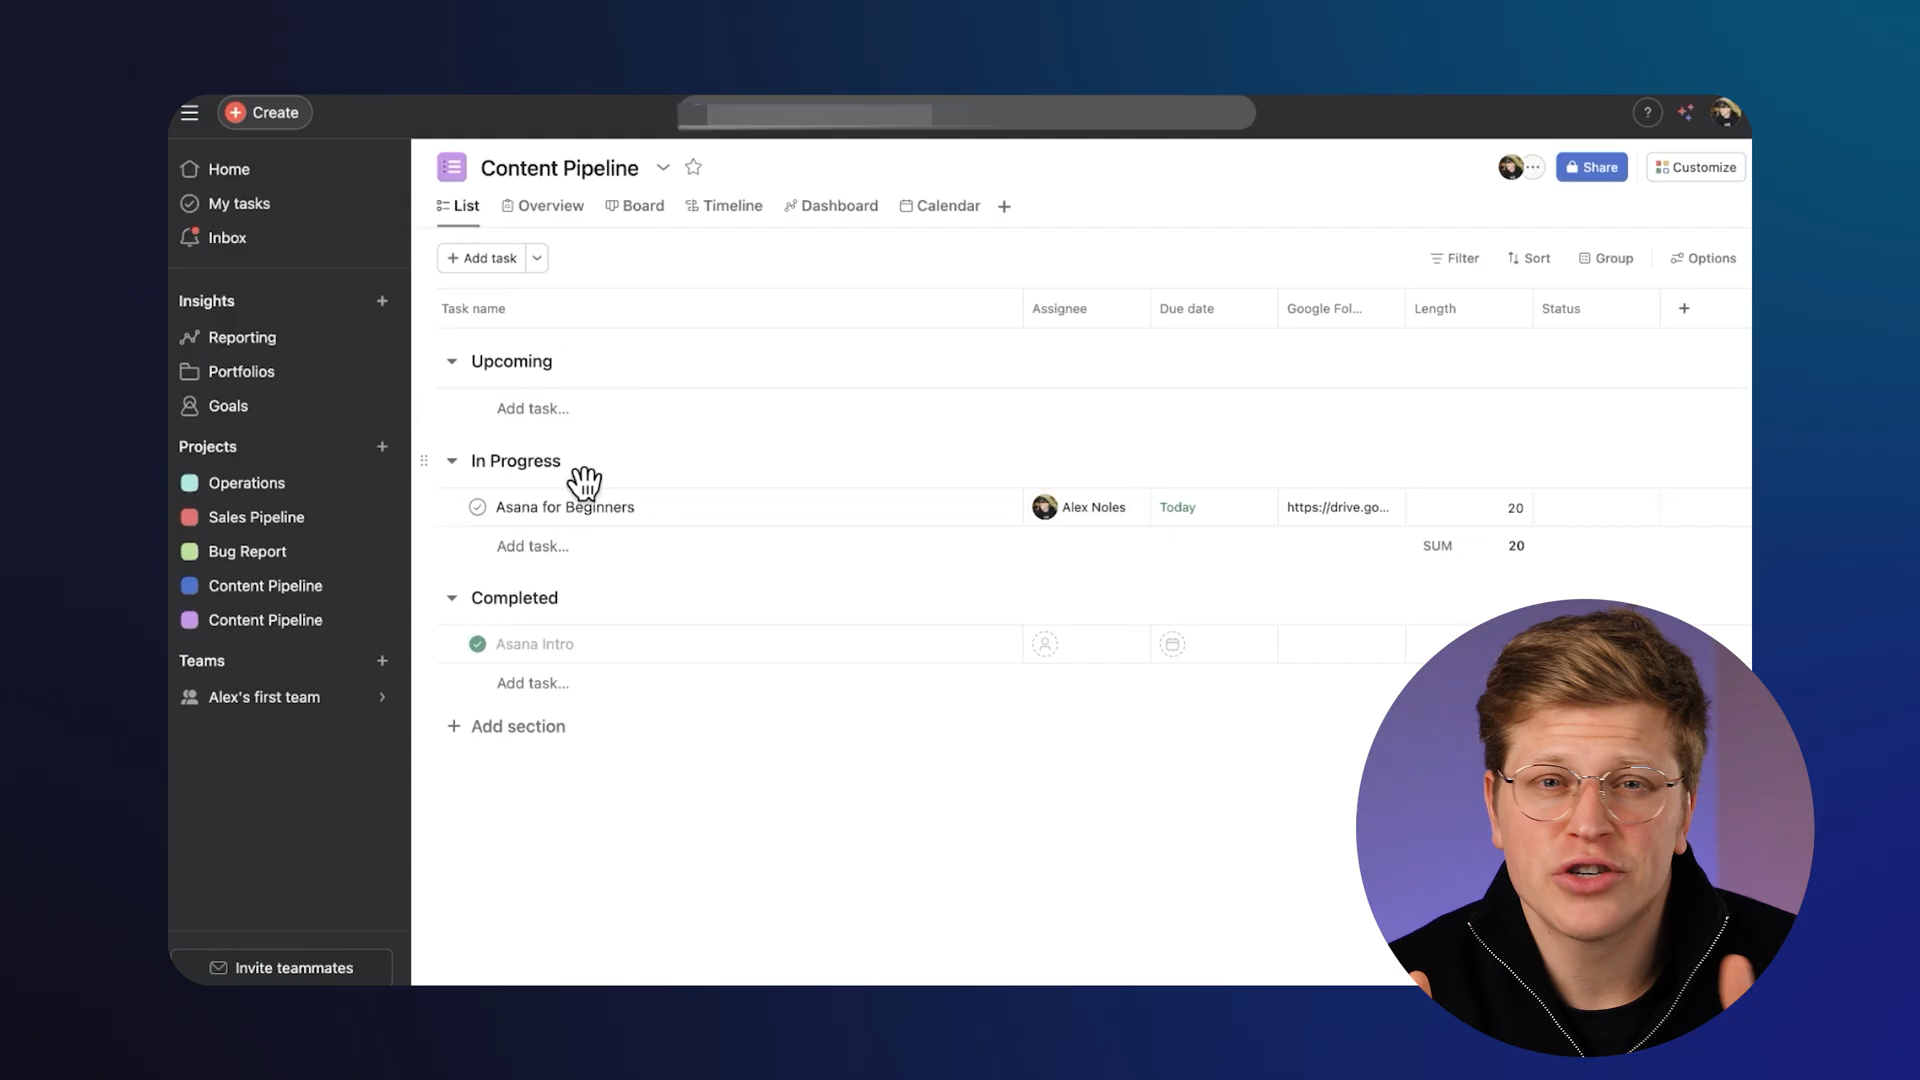 Create
?
Home
My tasks
Inbox
Insights
Reporting
Portfolios
Goals
Projects
Operations
Sales Pipeline
Bug Report
Content Pipeline
Content Pipeline
Teams
Alex's first team
Invite teammates
Content Pipeline
Share
Customize
List Overview Board Timeline Dashboard Calendar +
+ Add task
Filter Sort Group Options
Task name Assignee Due date Google Fol... Length Status +
Upcoming
Add task...
In Progress
Asana for Beginners Alex Noles Today https://drive.go... 20
Add task... SUM 20
Completed
Asana Intro
Add task...
+ Add section